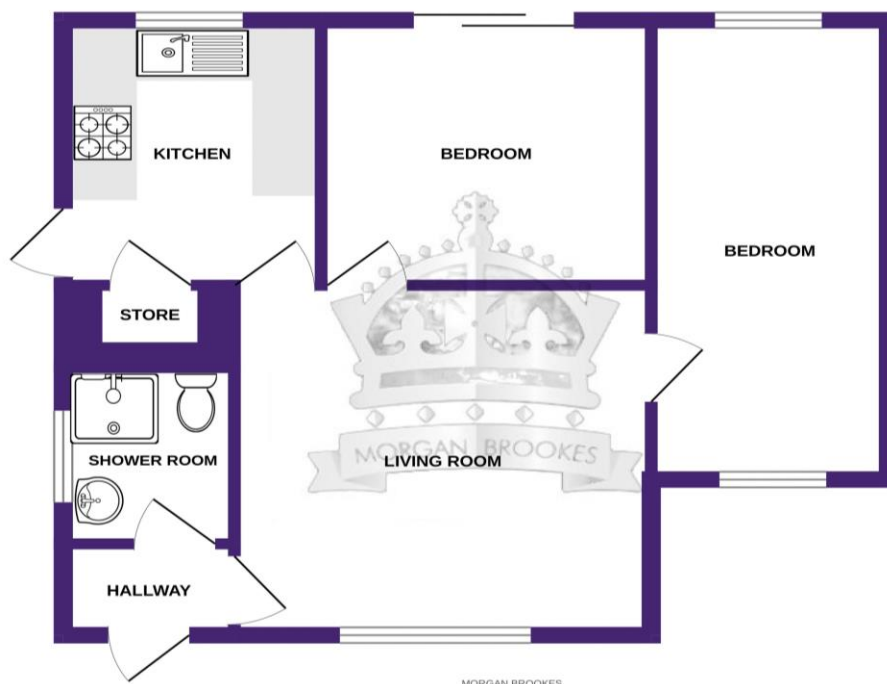 KITCHEN
BEDROOM
BEDROOM
STORE
MORGAN BROOKES
SHOWER ROOM
LIVING ROOM
HALLWAY
MORGAN BROOKES